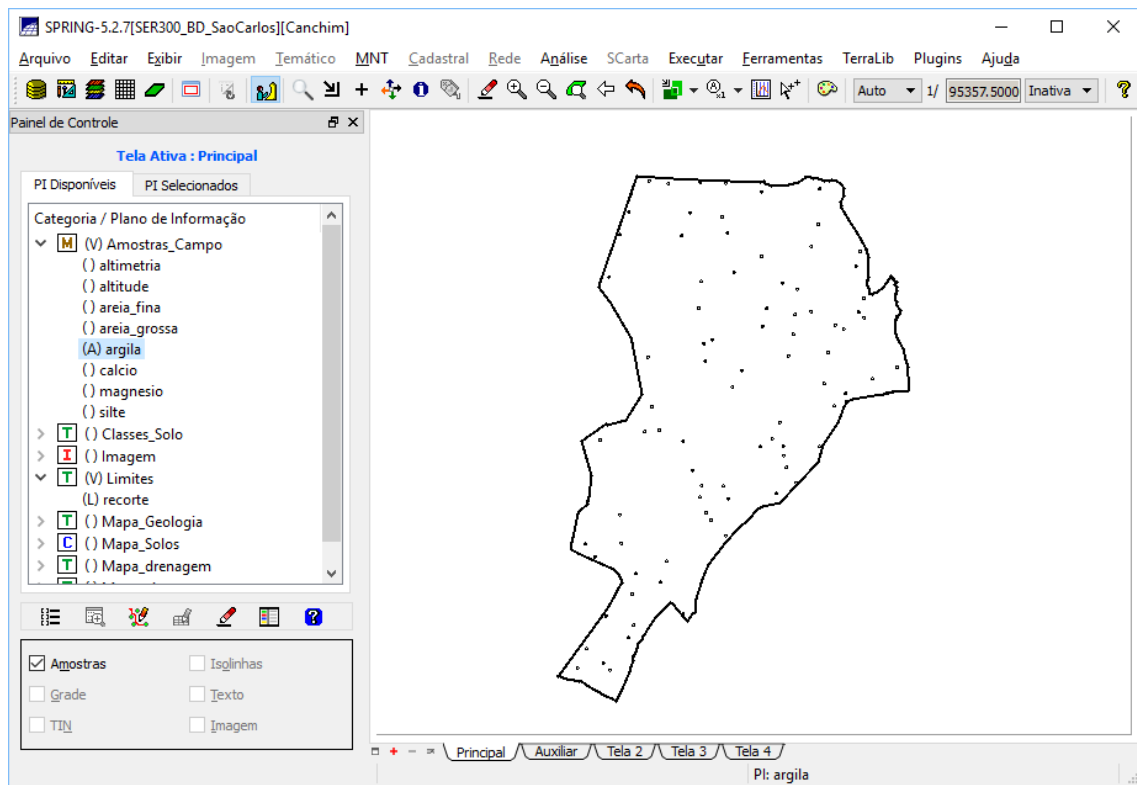 SPRING-5.2.7[SER300_BD_SaoCarlos][Canchim]
Arquivo Editar Exibir Imagem Temático MNT Cadastral Rede Análise SCarta Executar Ferramentas TerraLib Plugins Ajuda
Auto 1/ 95357.5000 Inativa
Painel de Controle
Tela Ativa : Principal
PI Disponíveis PI Selecionados
Categoria / Plano de Informação
M (V) Amostras_Campo
( ) altimetria
( ) altitude
( ) areia_fina
( ) areia_grossa
(A) argila
( ) calcio
( ) magnesio
( ) silte
T ( ) Classes_Solo
I ( ) Imagem
T (V) Limites
(L) recorte
T ( ) Mapa_Geologia
C ( ) Mapa_Solos
T ( ) Mapa_drenagem
Amostras Isolinhas
Grade Texto
TIN Imagem
Principal Auxiliar Tela 2 Tela 3 Tela 4
PI: argila